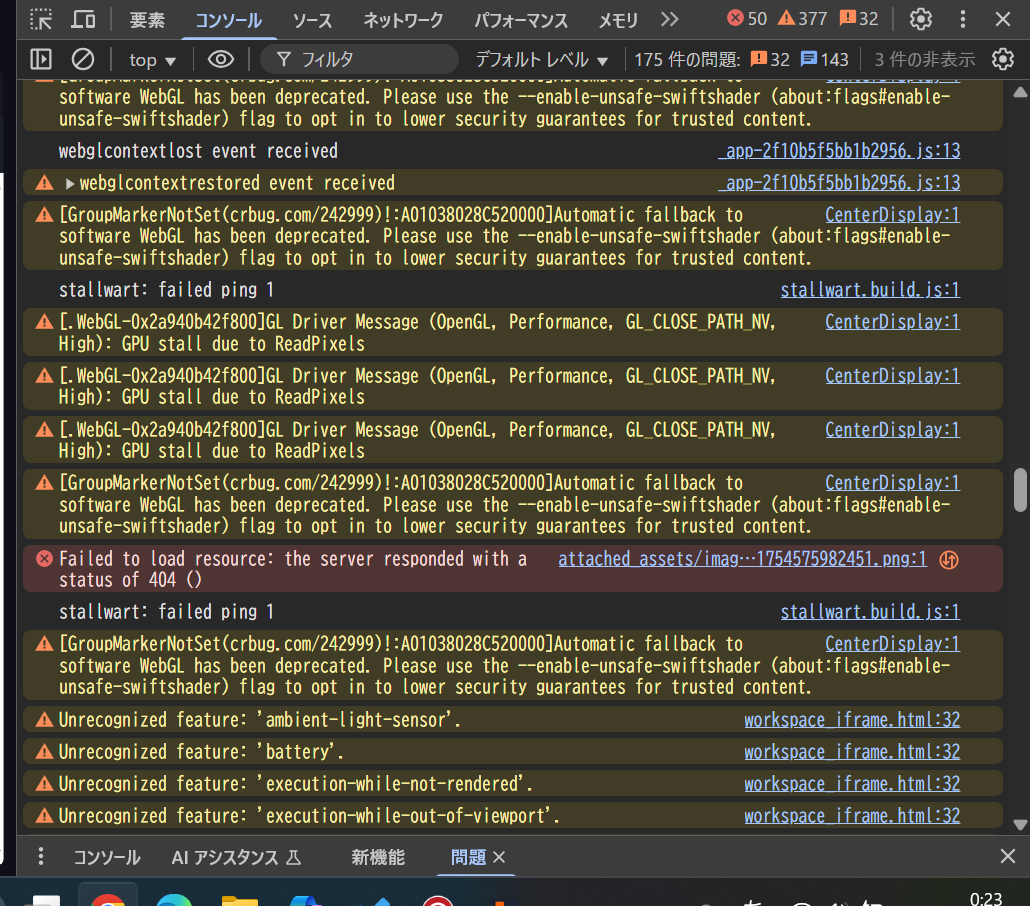 要素 コンソール ソース ネットワーク パフォーマンス メモリ 50 377 32
top フィルタ デフォルト レベル 175 件の問題: 32 143 3 件の非表示
[GroupMarkerNotSet(crbug.com/242999)!:A01038028C520000]Automatic fallback to CenterDisplay:1
software WebGL has been deprecated. Please use the --enable-unsafe-swiftshader (about:flags#enable-
unsafe-swiftshader) flag to opt in to lower security guarantees for trusted content.
webglcontextlost event received _app-2f10b5f5bb1b2956.js:13
webglcontextrestored event received _app-2f10b5f5bb1b2956.js:13
[GroupMarkerNotSet(crbug.com/242999)!:A01038028C520000]Automatic fallback to CenterDisplay:1
software WebGL has been deprecated. Please use the --enable-unsafe-swiftshader (about:flags#enable-
unsafe-swiftshader) flag to opt in to lower security guarantees for trusted content.
stallwart: failed ping 1 stallwart.build.js:1
[.WebGL-0x2a940b42f800]GL Driver Message (OpenGL, Performance, GL_CLOSE_PATH_NV, CenterDisplay:1
High): GPU stall due to ReadPixels
[.WebGL-0x2a940b42f800]GL Driver Message (OpenGL, Performance, GL_CLOSE_PATH_NV, CenterDisplay:1
High): GPU stall due to ReadPixels
[.WebGL-0x2a940b42f800]GL Driver Message (OpenGL, Performance, GL_CLOSE_PATH_NV, CenterDisplay:1
High): GPU stall due to ReadPixels
[GroupMarkerNotSet(crbug.com/242999)!:A01038028C520000]Automatic fallback to CenterDisplay:1
software WebGL has been deprecated. Please use the --enable-unsafe-swiftshader (about:flags#enable-
unsafe-swiftshader) flag to opt in to lower security guarantees for trusted content.
Failed to load resource: the server responded with a attached_assets/imag…1754575982451.png:1
status of 404 ()
stallwart: failed ping 1 stallwart.build.js:1
[GroupMarkerNotSet(crbug.com/242999)!:A01038028C520000]Automatic fallback to CenterDisplay:1
software WebGL has been deprecated. Please use the --enable-unsafe-swiftshader (about:flags#enable-
unsafe-swiftshader) flag to opt in to lower security guarantees for trusted content.
Unrecognized feature: 'ambient-light-sensor'. workspace_iframe.html:32
Unrecognized feature: 'battery'. workspace_iframe.html:32
Unrecognized feature: 'execution-while-not-rendered'. workspace_iframe.html:32
Unrecognized feature: 'execution-while-out-of-viewport'. workspace_iframe.html:32
コンソール AI アシスタンス 新機能 問題
0:23